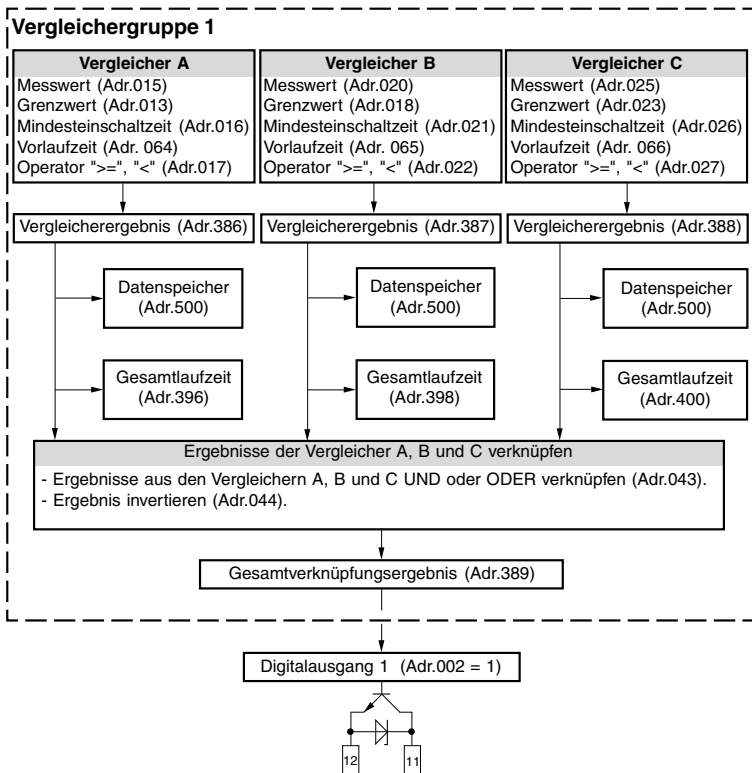 Vergleichergruppe 1
Vergleicher A
Messwert (Adr.015)
Grenzwert (Adr.013)
Mindesteinschaltzeit (Adr.016)
Vorlaufzeit (Adr. 064)
Operator ">=", "<" (Adr.017)
Vergleicher B
Messwert (Adr.020)
Grenzwert (Adr.018)
Mindesteinschaltzeit (Adr.021)
Vorlaufzeit (Adr. 065)
Operator ">=", "<" (Adr.022)
Vergleicher C
Messwert (Adr.025)
Grenzwert (Adr.023)
Mindesteinschaltzeit (Adr.026)
Vorlaufzeit (Adr. 066)
Operator ">=", "<" (Adr.027)
Vergleicherergebnis (Adr.386)
Vergleicherergebnis (Adr.387)
Vergleicherergebnis (Adr.388)
Datenspeicher
(Adr.500)
Datenspeicher
(Adr.500)
Datenspeicher
(Adr.500)
Gesamtlaufzeit
(Adr.396)
Gesamtlaufzeit
(Adr.398)
Gesamtlaufzeit
(Adr.400)
Ergebnisse der Vergleicher A, B und C verknüpfen
- Ergebnisse aus den Vergleichern A, B und C UND oder ODER verknüpfen (Adr.043).
- Ergebnis invertieren (Adr.044).
Gesamtverknüpfungsergebnis (Adr.389)
Digitalausgang 1 (Adr.002 = 1)
12
11